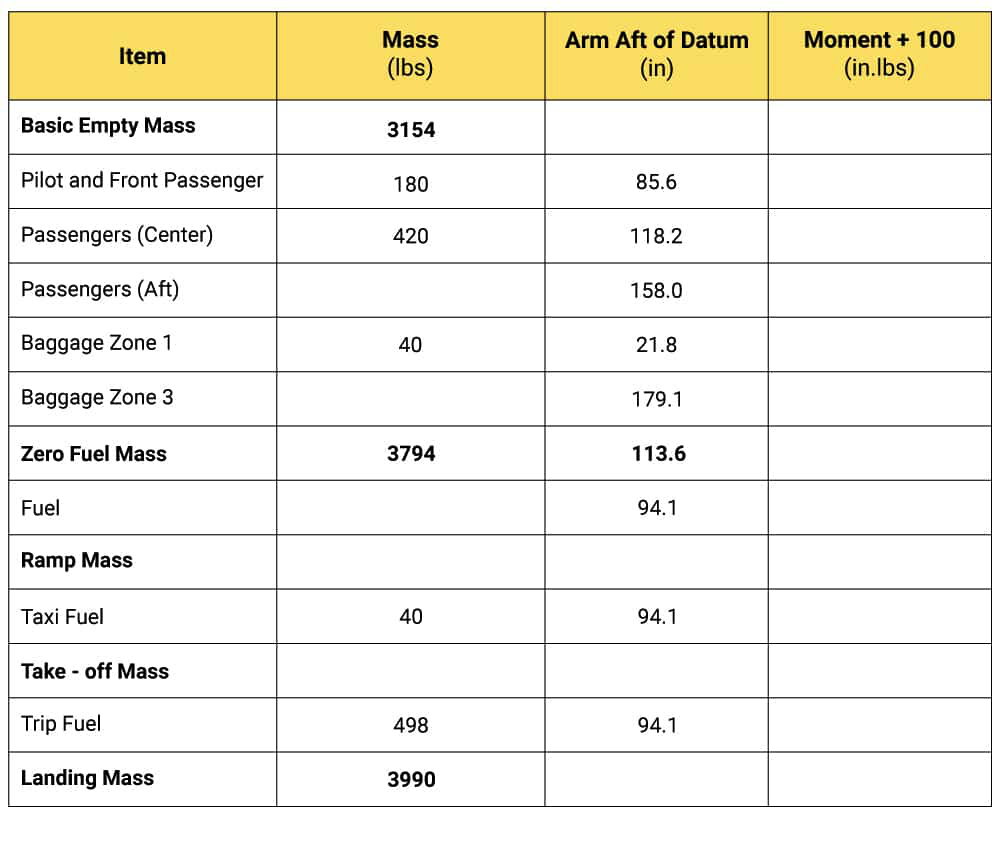 Item
Mass
(lbs)
Arm Aft of Datum
(in)
Moment + 100
(in.lbs)
Basic Empty Mass 3154
Pilot and Front Passenger 180 85.6
Passengers (Center) 420 118.2
Passengers (Aft) 158.0
Baggage Zone 1 40 21.8
Baggage Zone 3 179.1
Zero Fuel Mass 3794 113.6
Fuel 94.1
Ramp Mass
Taxi Fuel 40 94.1
Take - off Mass
Trip Fuel 498 94.1
Landing Mass 3990